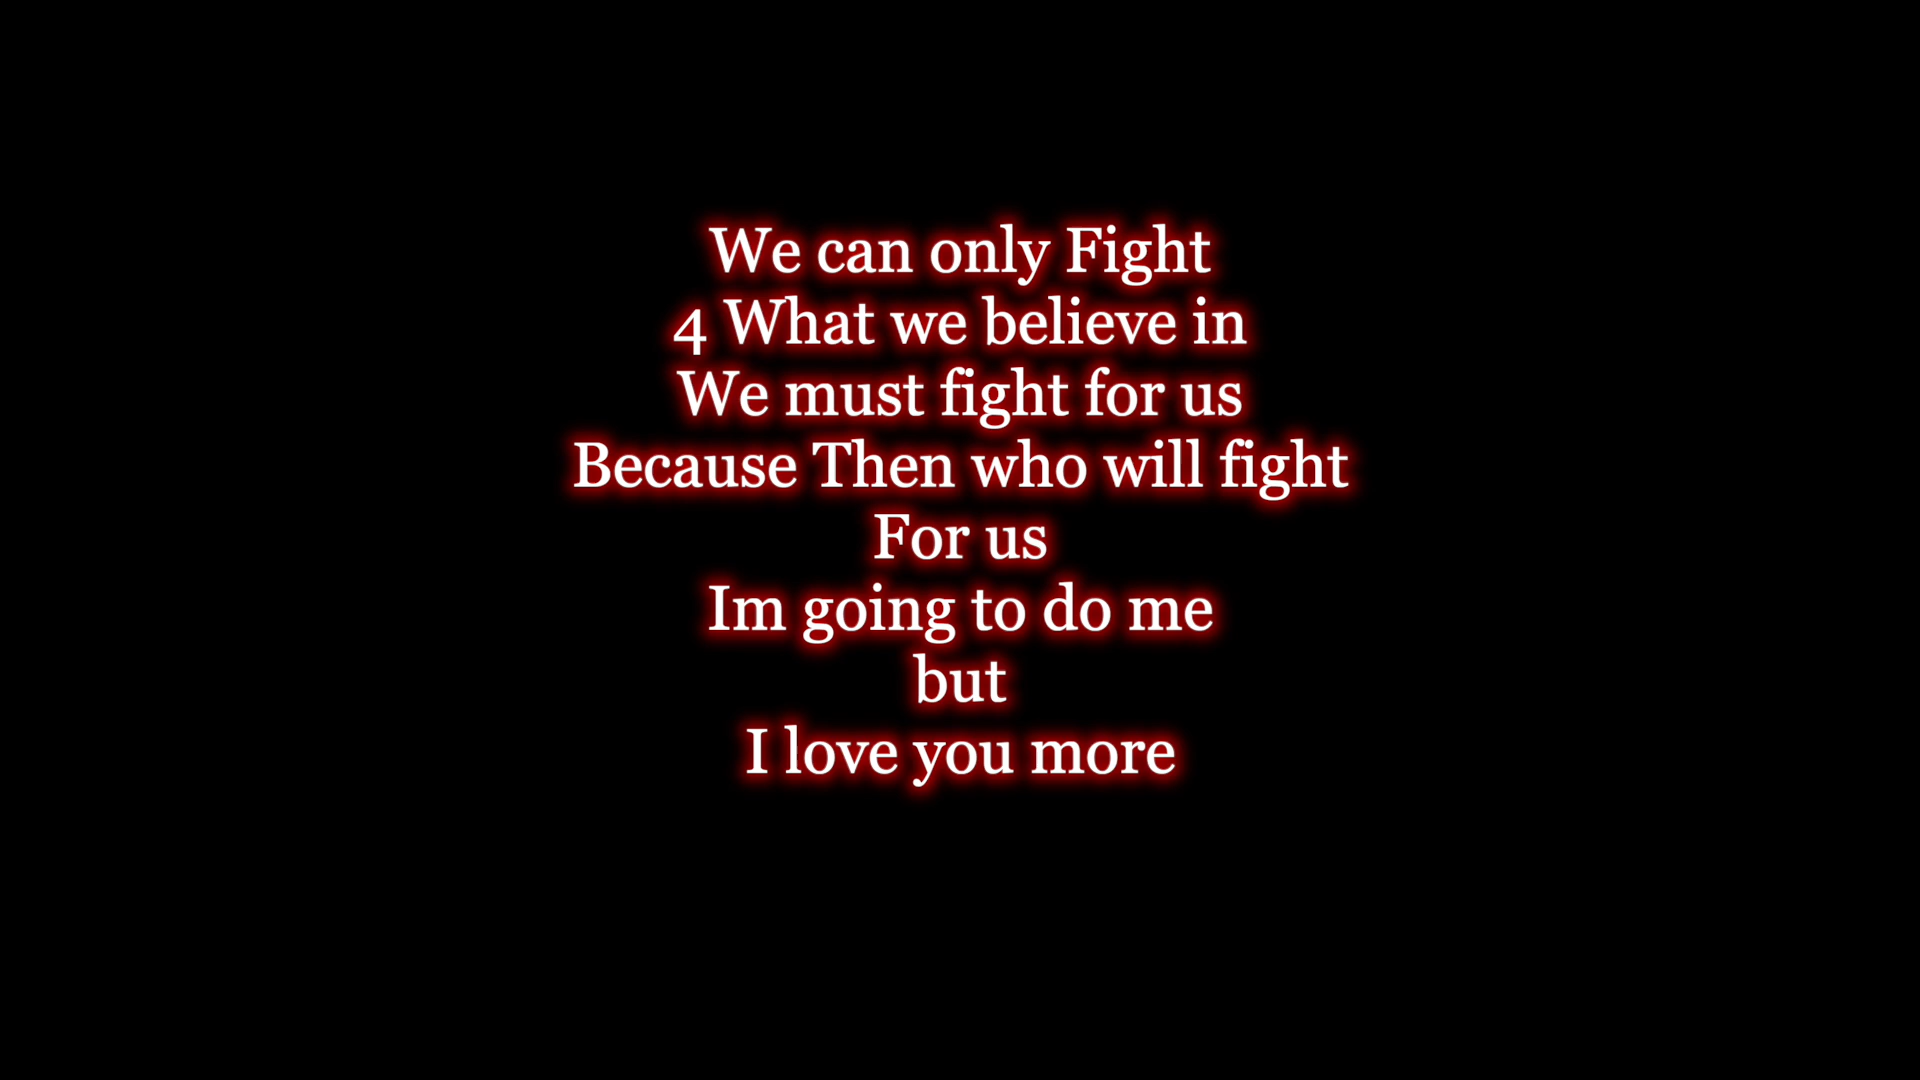 We can only Fight
4 What we believe in
We must fight for us
Because Then who will fight
For us
Im going to do me
but
I love you more